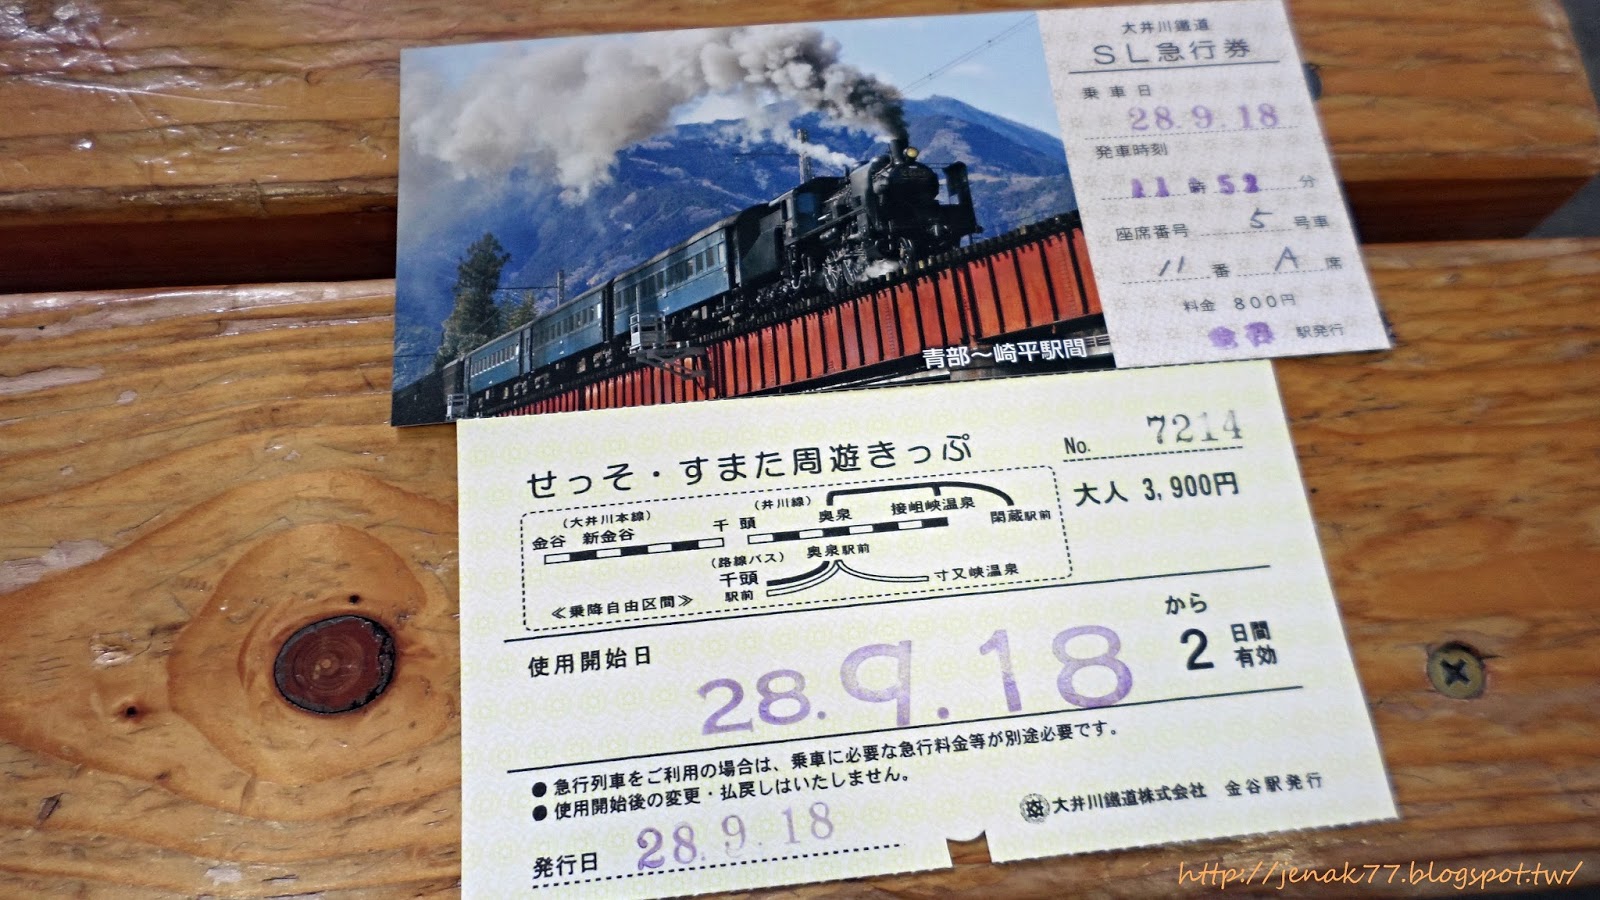 大井川鐵道
SL急行券
乗車日
28.9.18
発車時刻
11時52分
座席番号 5号車
11番 A席
料金 800円
金谷駅発行
青部〜崎平駅間
せっそ・すまた周遊きっぷ
No. 7214
大人 3,900円
(大井川本線)
金谷 新金谷 千頭
(井川線)
奥泉 接岨峡温泉 閑蔵駅前
(路線バス) 奥泉駅前
千頭駅前 寸又峡温泉
≪乗降自由区間≫
使用開始日 28.9.18 から 2日間有効
●急行列車をご利用の場合は、乗車に必要な急行料金等が別途必要です。
●使用開始後の変更・払戻しはいたしません。
発行日 28.9.18
大井川鐵道株式会社 金谷駅発行
http://jenak77.blogspot.tw/